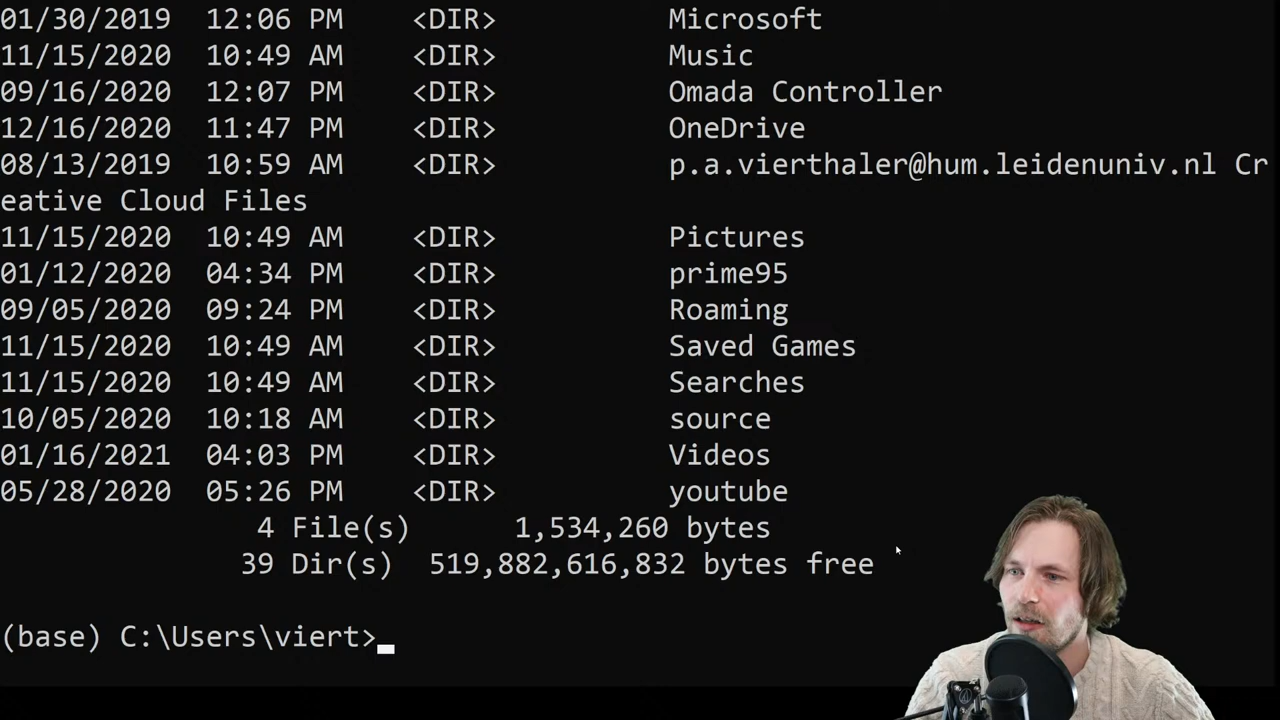 01/30/2019  12:06 PM    <DIR>          Microsoft
11/15/2020  10:49 AM    <DIR>          Music
09/16/2020  12:07 PM    <DIR>          Omada Controller
12/16/2020  11:47 PM    <DIR>          OneDrive
08/13/2019  10:59 AM    <DIR>          p.a.vierthaler@hum.leidenuniv.nl Cr
eative Cloud Files
11/15/2020  10:49 AM    <DIR>          Pictures
01/12/2020  04:34 PM    <DIR>          prime95
09/05/2020  09:24 PM    <DIR>          Roaming
11/15/2020  10:49 AM    <DIR>          Saved Games
11/15/2020  10:49 AM    <DIR>          Searches
10/05/2020  10:18 AM    <DIR>          source
01/16/2021  04:03 PM    <DIR>          Videos
05/28/2020  05:26 PM    <DIR>          youtube
               4 File(s)      1,534,260 bytes
              39 Dir(s)  519,882,616,832 bytes free
(base) C:\Users\viert>